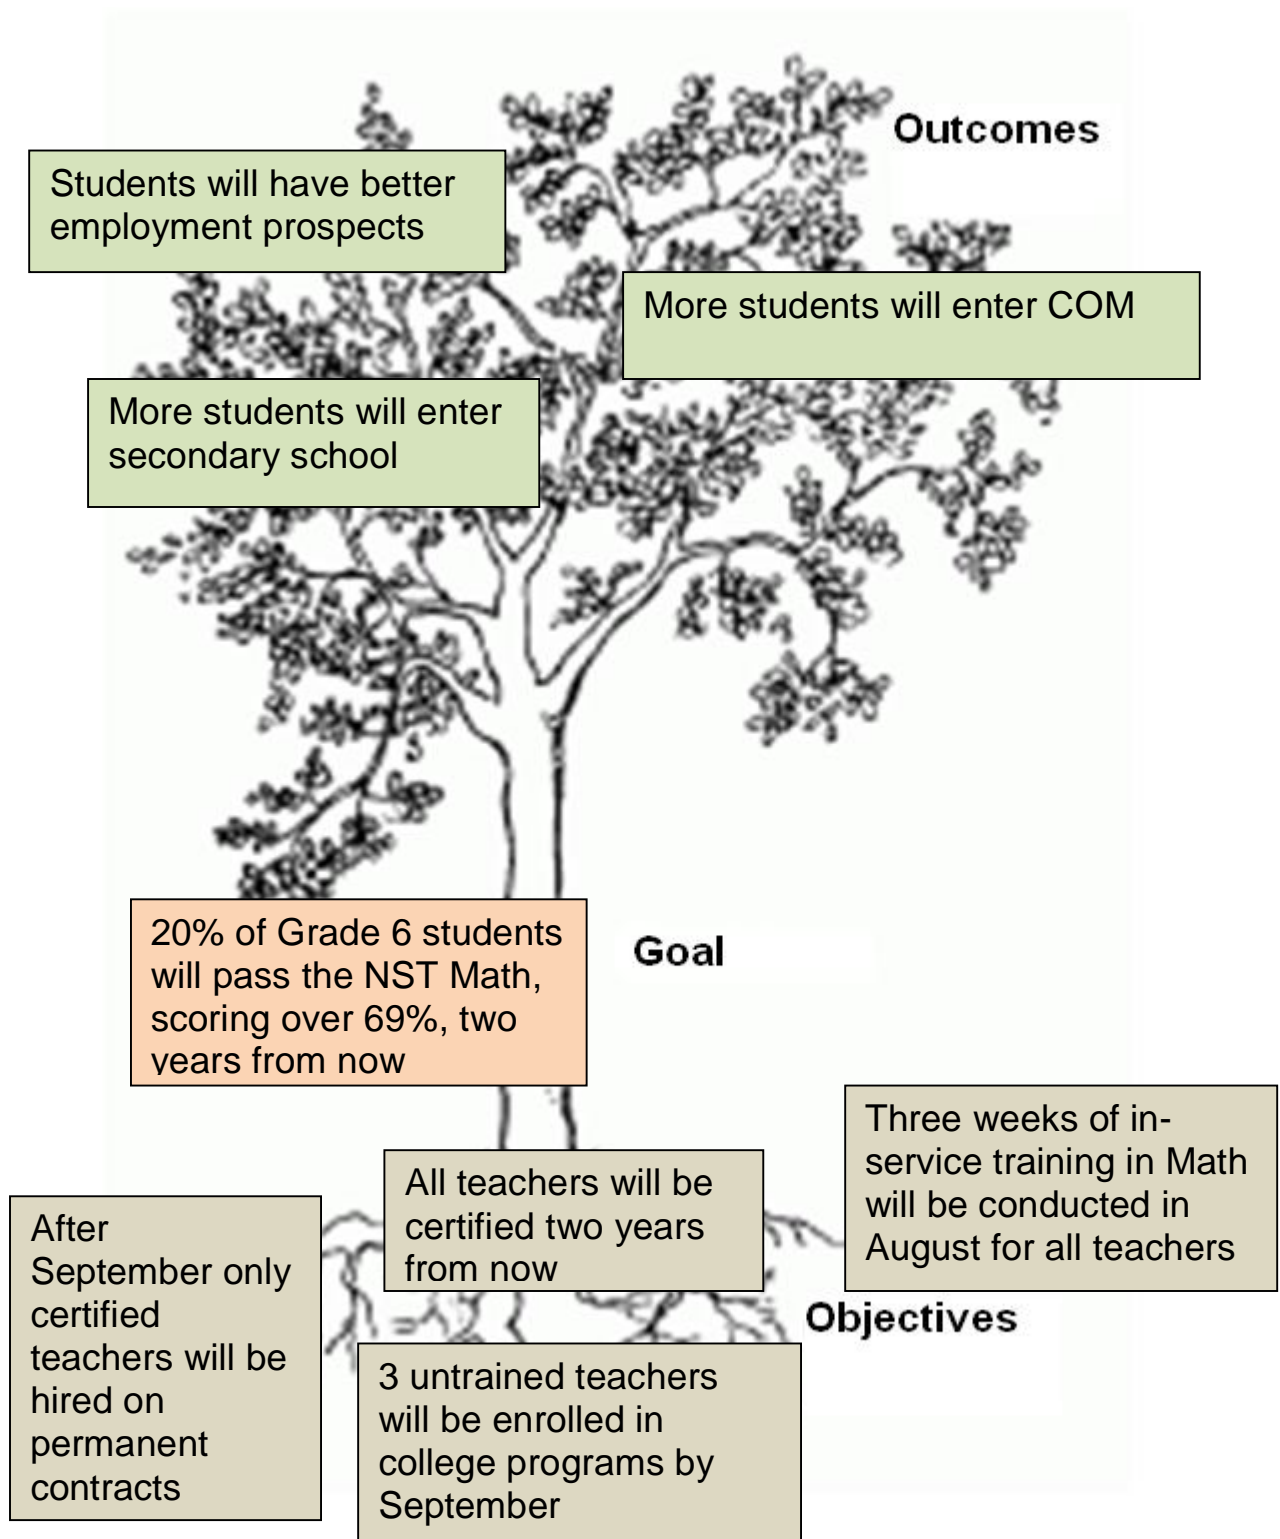 Outcomes
Students will have better
employment prospects
More students will enter COM
More students will enter
secondary school
20% of Grade 6 students
will pass the NST Math,
scoring over 69%, two
years from now
Goal
Three weeks of in-
service training in Math
will be conducted in
August for all teachers
All teachers will be
certified two years
from now
After
September only
certified
teachers will be
hired on
permanent
contracts
Objectives
3 untrained teachers
will be enrolled in
college programs by
September